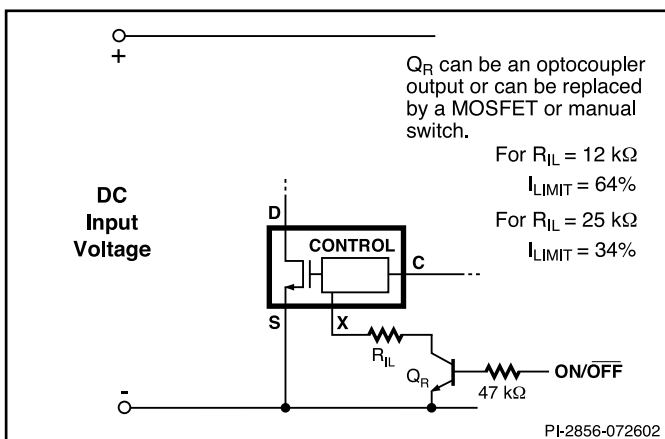 +
Q_R can be an optocoupler
output or can be replaced
by a MOSFET or manual
switch.
For R_IL = 12 kΩ
I_LIMIT = 64%
For R_IL = 25 kΩ
I_LIMIT = 34%
DC
Input
Voltage
D
CONTROL
C
S
X
R_IL
Q_R
47 kΩ
ON/O̅F̅F̅
-
PI-2856-072602